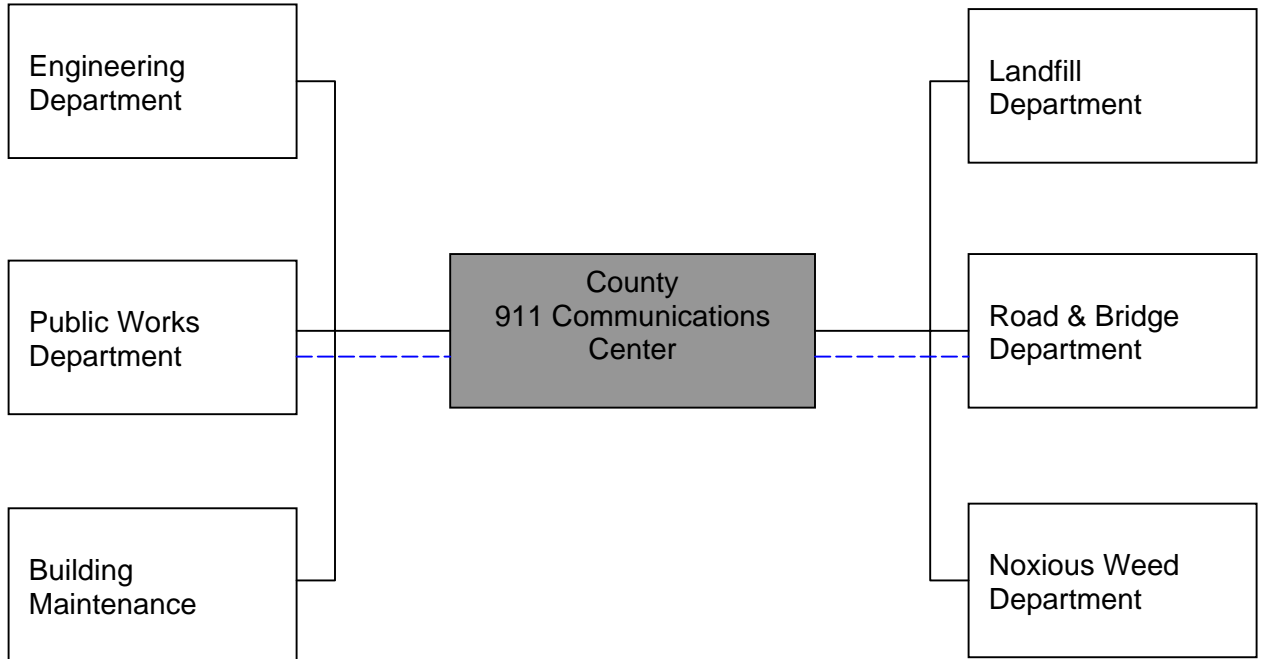 Engineering
Department
Landfill
Department
Public Works
Department
County
911 Communications
Center
Road & Bridge
Department
Building
Maintenance
Noxious Weed
Department